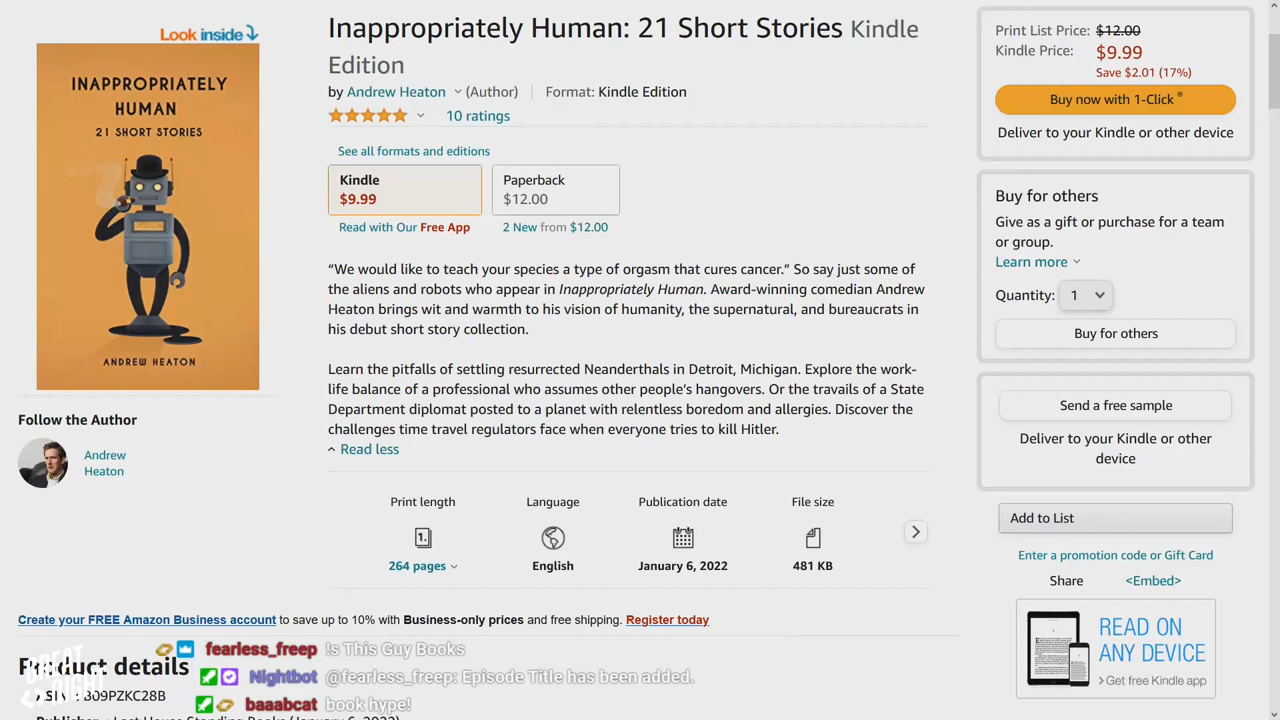 Look inside
INAPPROPRIATELY
HUMAN
21 SHORT STORIES
ANDREW HEATON
Follow the Author
Andrew
Heaton
Inappropriately Human: 21 Short Stories Kindle
Edition
by Andrew Heaton (Author) | Format: Kindle Edition
10 ratings
See all formats and editions
Kindle
$9.99
Paperback
$12.00
Read with Our Free App
2 New from $12.00
“We would like to teach your species a type of orgasm that cures cancer.” So say just some of
the aliens and robots who appear in Inappropriately Human. Award-winning comedian Andrew
Heaton brings wit and warmth to his vision of humanity, the supernatural, and bureaucrats in
his debut short story collection.
Learn the pitfalls of settling resurrected Neanderthals in Detroit, Michigan. Explore the work-
life balance of a professional who assumes other people’s hangovers. Or the travails of a State
Department diplomat posted to a planet with relentless boredom and allergies. Discover the
challenges time travel regulators face when everyone tries to kill Hitler.
Read less
Print length
264 pages
Language
English
Publication date
January 6, 2022
File size
481 KB
Print List Price: $12.00
Kindle Price: $9.99
Save $2.01 (17%)
Buy now with 1-Click ®
Deliver to your Kindle or other device
Buy for others
Give as a gift or purchase for a team
or group.
Learn more
Quantity: 1
Buy for others
Send a free sample
Deliver to your Kindle or other
device
Add to List
Enter a promotion code or Gift Card
Share <Embed>
READ ON
ANY DEVICE
Get free Kindle app
Create your FREE Amazon Business account to save up to 10% with Business-only prices and free shipping. Register today
Product details
B09PZKC28B
fearless_freep !s This Guy Books
Nightbot @fearless_freep: Episode Title has been added.
baaabcat book hype!